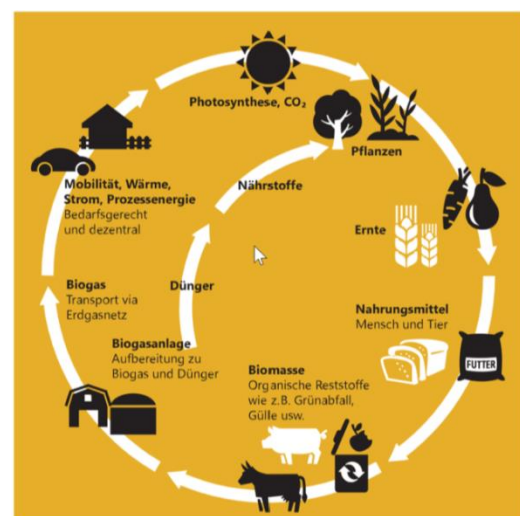 Photosynthese, CO₂
Pflanzen
Ernte
Nahrungsmittel
Mensch und Tier
FUTTER
Biomasse
Organische Reststoffe
wie z.B. Grünabfall,
Gülle usw.
Biogasanlage
Aufbereitung zu
Biogas und Dünger
Dünger
Nährstoffe
Biogas
Transport via
Erdgasnetz
Mobilität, Wärme,
Strom, Prozessenergie
Bedarfsgerecht
und dezentral